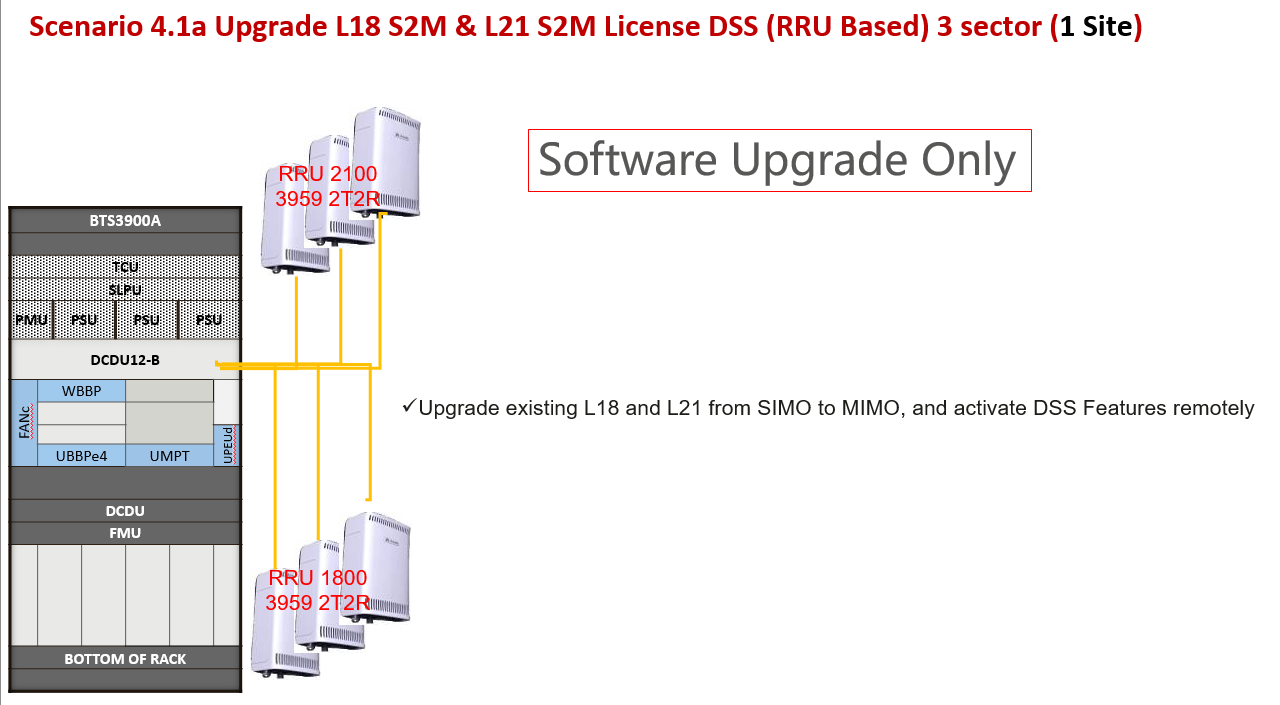 Scenario 4.1a Upgrade L18 S2M & L21 S2M License DSS (RRU Based) 3 sector (1 Site)
Software Upgrade Only
RRU 2100
3959 2T2R
BTS3900A
TCU
SLPU
PMU PSU PSU PSU
DCDU12-B
FANc
WBBP
UBBPe4 UMPT
UPEUd
✓Upgrade existing L18 and L21 from SIMO to MIMO, and activate DSS Features remotely
DCDU
FMU
BOTTOM OF RACK
RRU 1800
3959 2T2R